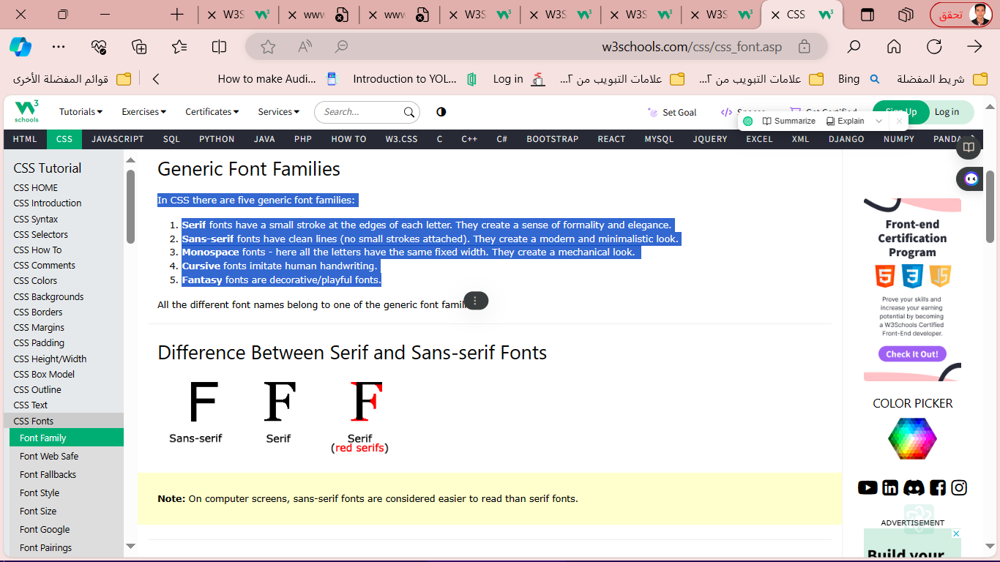 W3S
www
www
W3S
W3S
W3S
W3S
CSS
تحقق
w3schools.com/css/css_font.asp
قوائم المفضلة الأخرى
How to make Audi...
Introduction to YOL...
Log in
علامات التبويب من ٢...
علامات التبويب من ٢...
Bing
شريط المفضلة
W3 schools
Tutorials
Exercises
Certificates
Services
Search...
Set Goal
Spaces
Get Certified
Sign Up
Log in
Summarize
Explain
HTML CSS JAVASCRIPT SQL PYTHON JAVA PHP HOW TO W3.CSS C C++ C# BOOTSTRAP REACT MYSQL JQUERY EXCEL XML DJANGO NUMPY PANDA
CSS Tutorial
CSS HOME
CSS Introduction
CSS Syntax
CSS Selectors
CSS How To
CSS Comments
CSS Colors
CSS Backgrounds
CSS Borders
CSS Margins
CSS Padding
CSS Height/Width
CSS Box Model
CSS Outline
CSS Text
CSS Fonts
Font Family
Font Web Safe
Font Fallbacks
Font Style
Font Size
Font Google
Font Pairings
Generic Font Families
In CSS there are five generic font families:
1. Serif fonts have a small stroke at the edges of each letter. They create a sense of formality and elegance.
2. Sans-serif fonts have clean lines (no small strokes attached). They create a modern and minimalistic look.
3. Monospace fonts - here all the letters have the same fixed width. They create a mechanical look.
4. Cursive fonts imitate human handwriting.
5. Fantasy fonts are decorative/playful fonts.
All the different font names belong to one of the generic font famil
Difference Between Serif and Sans-serif Fonts
F F F
Sans-serif Serif Serif
(red serifs)
Note: On computer screens, sans-serif fonts are considered easier to read than serif fonts.
Front-end
Certification
Program
5 3 JS
Prove your skills and
increase your earning
potential by becoming
a W3Schools Certified
Front-End developer.
Check It Out!
COLOR PICKER
ADVERTISEMENT
Build your